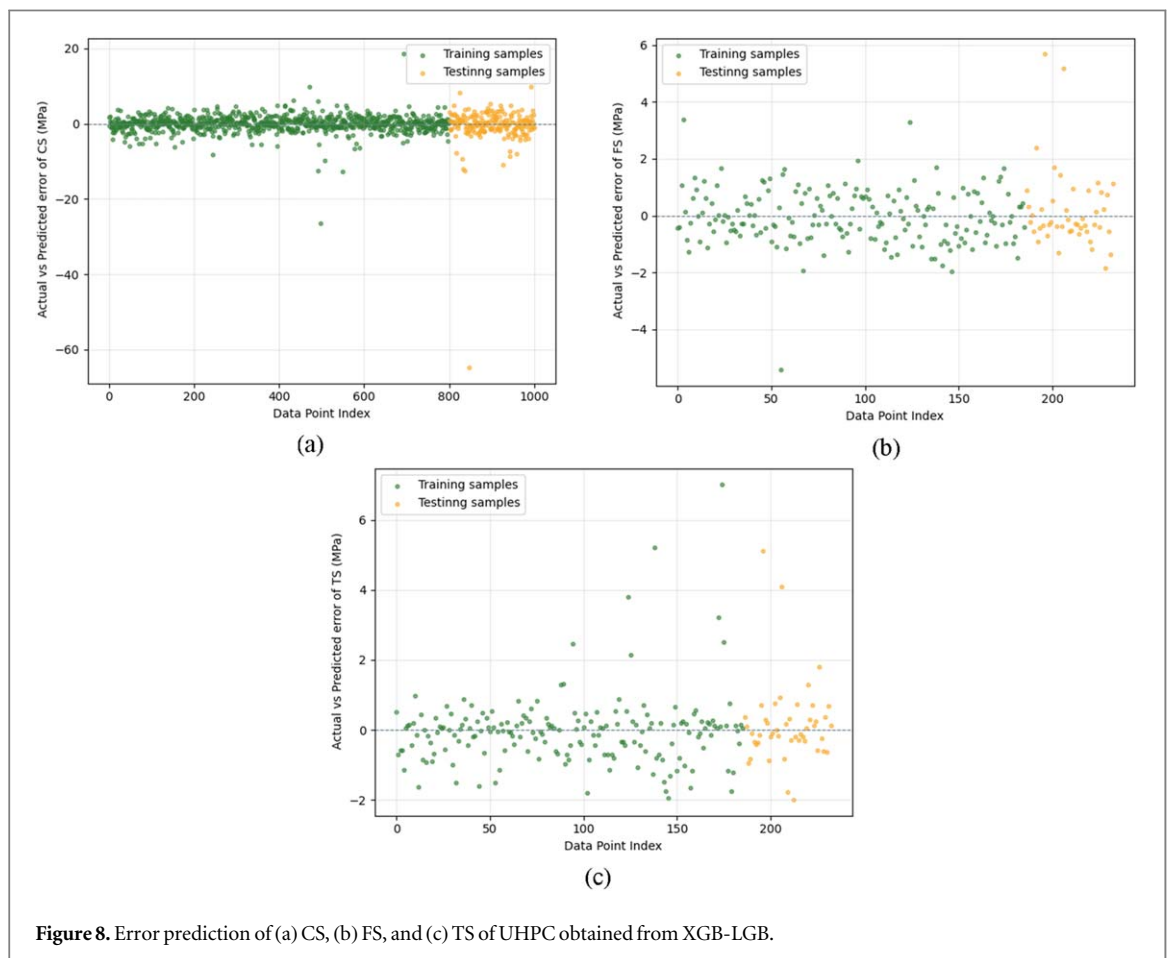 Training samples
Testinng samples
Actual vs Predicted error of CS (MPa)
20
0
−20
−40
−60
0 200 400 600 800 1000
Data Point Index
(a)
Training samples
Testinng samples
Actual vs Predicted error of FS (MPa)
6
4
2
0
−2
−4
0 50 100 150 200
Data Point Index
(b)
Training samples
Testinng samples
Actual vs Predicted error of TS (MPa)
6
4
2
0
−2
0 50 100 150 200
Data Point Index
(c)
Figure 8. Error prediction of (a) CS, (b) FS, and (c) TS of UHPC obtained from XGB-LGB.